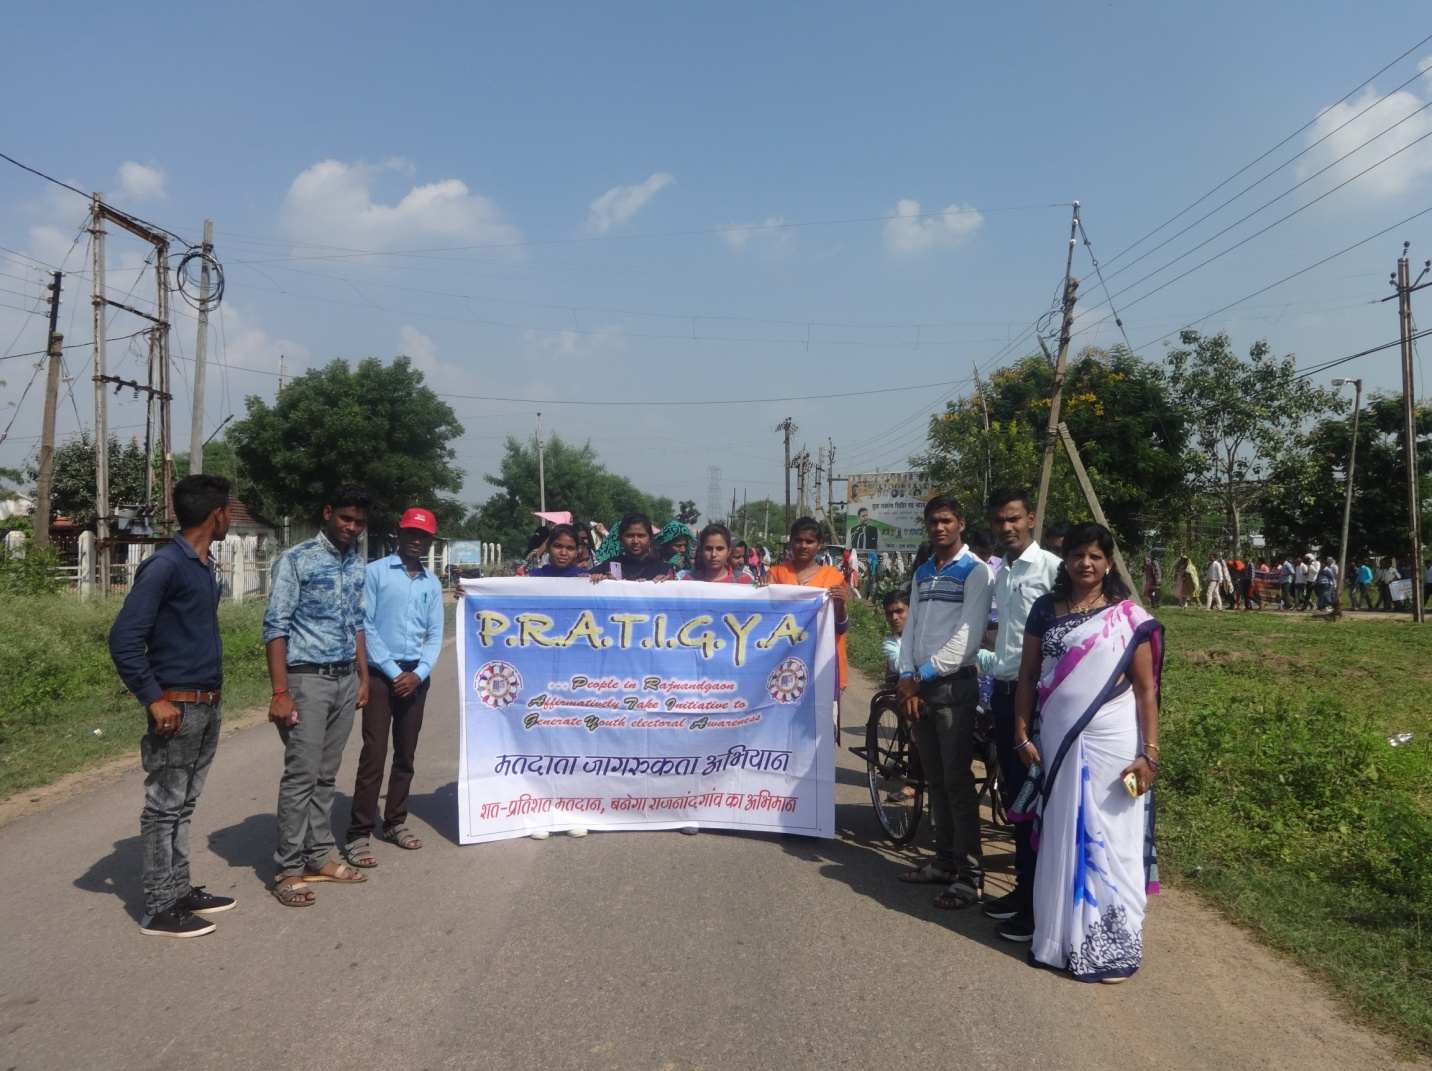 P.R.A.T.I.G.Y.A.
...People in Rajnandgaon
Affirmatively Take Initiative to
Generate Youth electoral Awareness
मतदाता जागरुकता अभियान
शत-प्रतिशत मतदान, बनेगा राजनांदगांव का अभिमान